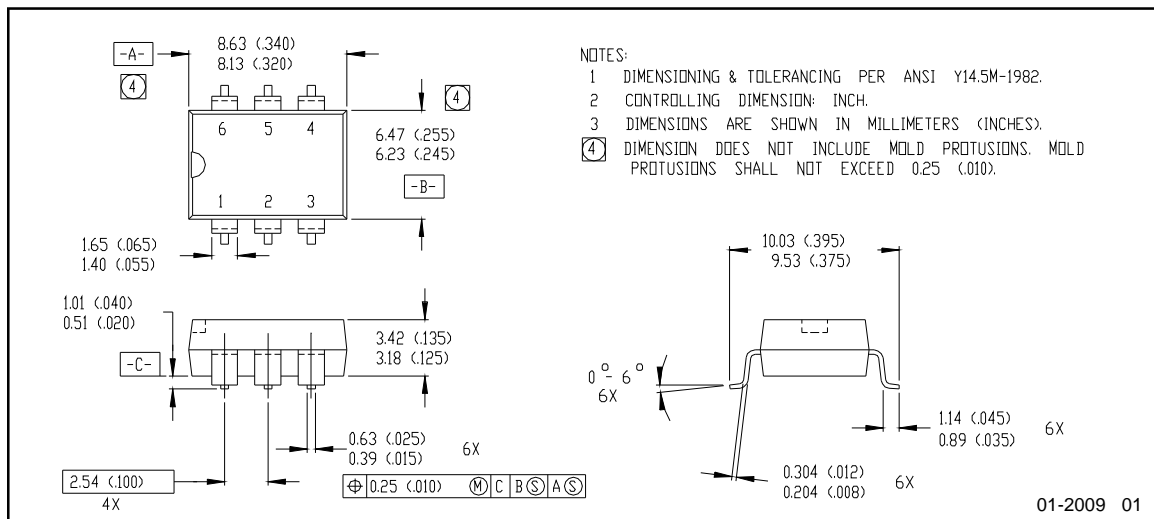 -A-
8.63 (.340)
8.13 (.320)
4
4
6 5 4
6.47 (.255)
6.23 (.245)
-B-
1 2 3
1.65 (.065)
1.40 (.055)
NOTES:
1 DIMENSIONING & TOLERANCING PER ANSI Y14.5M-1982.
2 CONTROLLING DIMENSION: INCH.
3 DIMENSIONS ARE SHOWN IN MILLIMETERS (INCHES).
4 DIMENSION DOES NOT INCLUDE MOLD PROTUSIONS. MOLD
PROTUSIONS SHALL NOT EXCEED 0.25 (.010).
1.01 (.040)
0.51 (.020)
-C-
3.42 (.135)
3.18 (.125)
0.63 (.025)
0.39 (.015)
6X
2.54 (.100)
4X
⌖ 0.25 (.010) Ⓜ C B Ⓢ A Ⓢ
10.03 (.395)
9.53 (.375)
0°- 6°
6X
1.14 (.045)
0.89 (.035)
6X
0.304 (.012)
0.204 (.008)
6X
01-2009 01